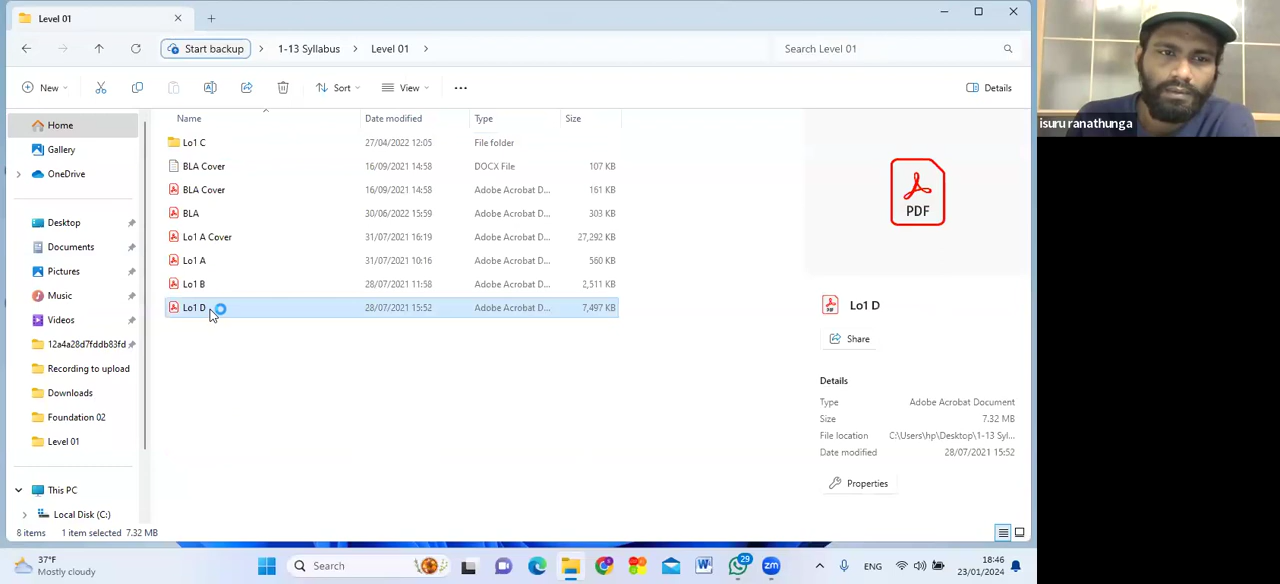 Level 01
Start backup
1-13 Syllabus
Level 01
Search Level 01
New
Sort
View
Details
isuru ranathunga
Name
Date modified
Type
Size
Home
Gallery
OneDrive
Desktop
Documents
Pictures
Music
Videos
12a4a28d7fddb83fd
Recording to upload
Downloads
Foundation 02
Level 01
This PC
Local Disk (C:)
Lo1 C 27/04/2022 12:05 File folder
BLA Cover 16/09/2021 14:58 DOCX File 107 KB
BLA Cover 16/09/2021 14:58 Adobe Acrobat D... 161 KB
BLA 30/06/2022 15:59 Adobe Acrobat D... 303 KB
Lo1 A Cover 31/07/2021 16:19 Adobe Acrobat D... 27,292 KB
Lo1 A 31/07/2021 10:16 Adobe Acrobat D... 560 KB
Lo1 B 28/07/2021 11:58 Adobe Acrobat D... 2,511 KB
Lo1 D 28/07/2021 15:52 Adobe Acrobat D... 7,497 KB
PDF
PDF
Lo1 D
Share
Details
Type Adobe Acrobat Document
Size 7.32 MB
File location C:\Users\hp\Desktop\1-13 Syl...
Date modified 28/07/2021 15:52
Properties
8 items 1 item selected 7.32 MB
37°F
Mostly cloudy
Search
29
zm
ENG
18:46
23/01/2024